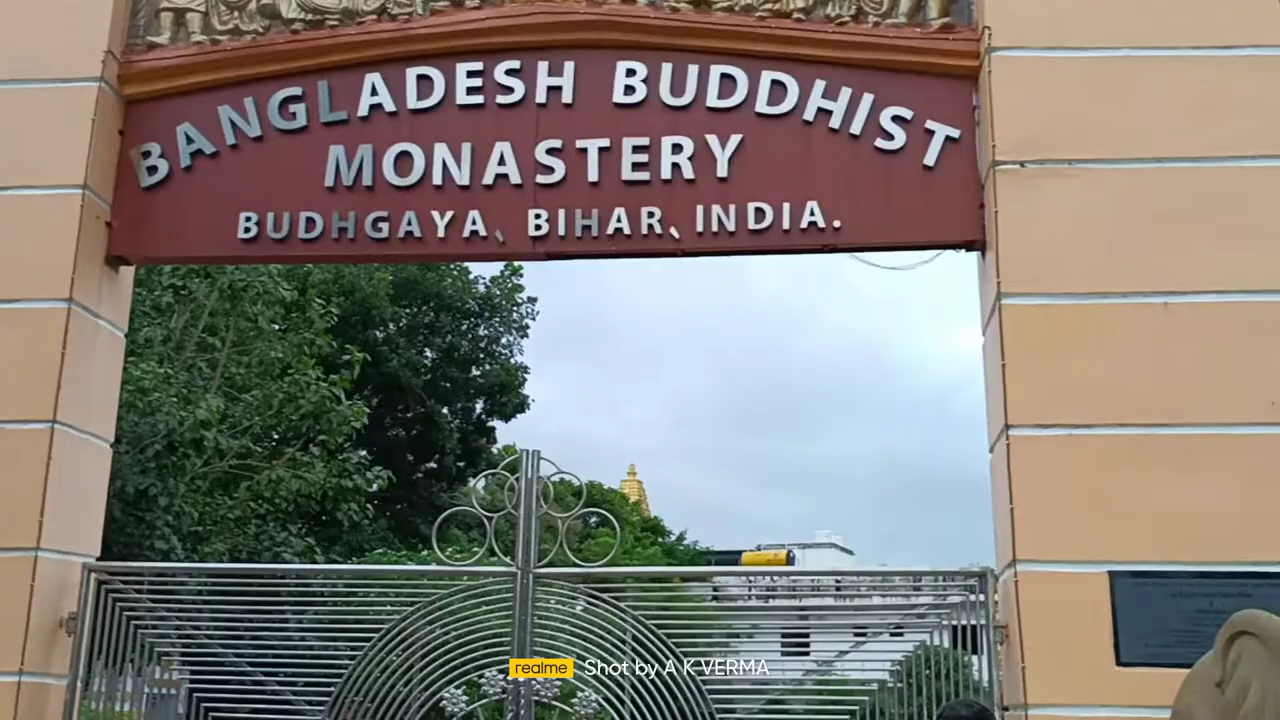 BANGLADESH BUDDHIST
MONASTERY
BUDHGAYA, BIHAR, INDIA.
realme Shot by A K VERMA